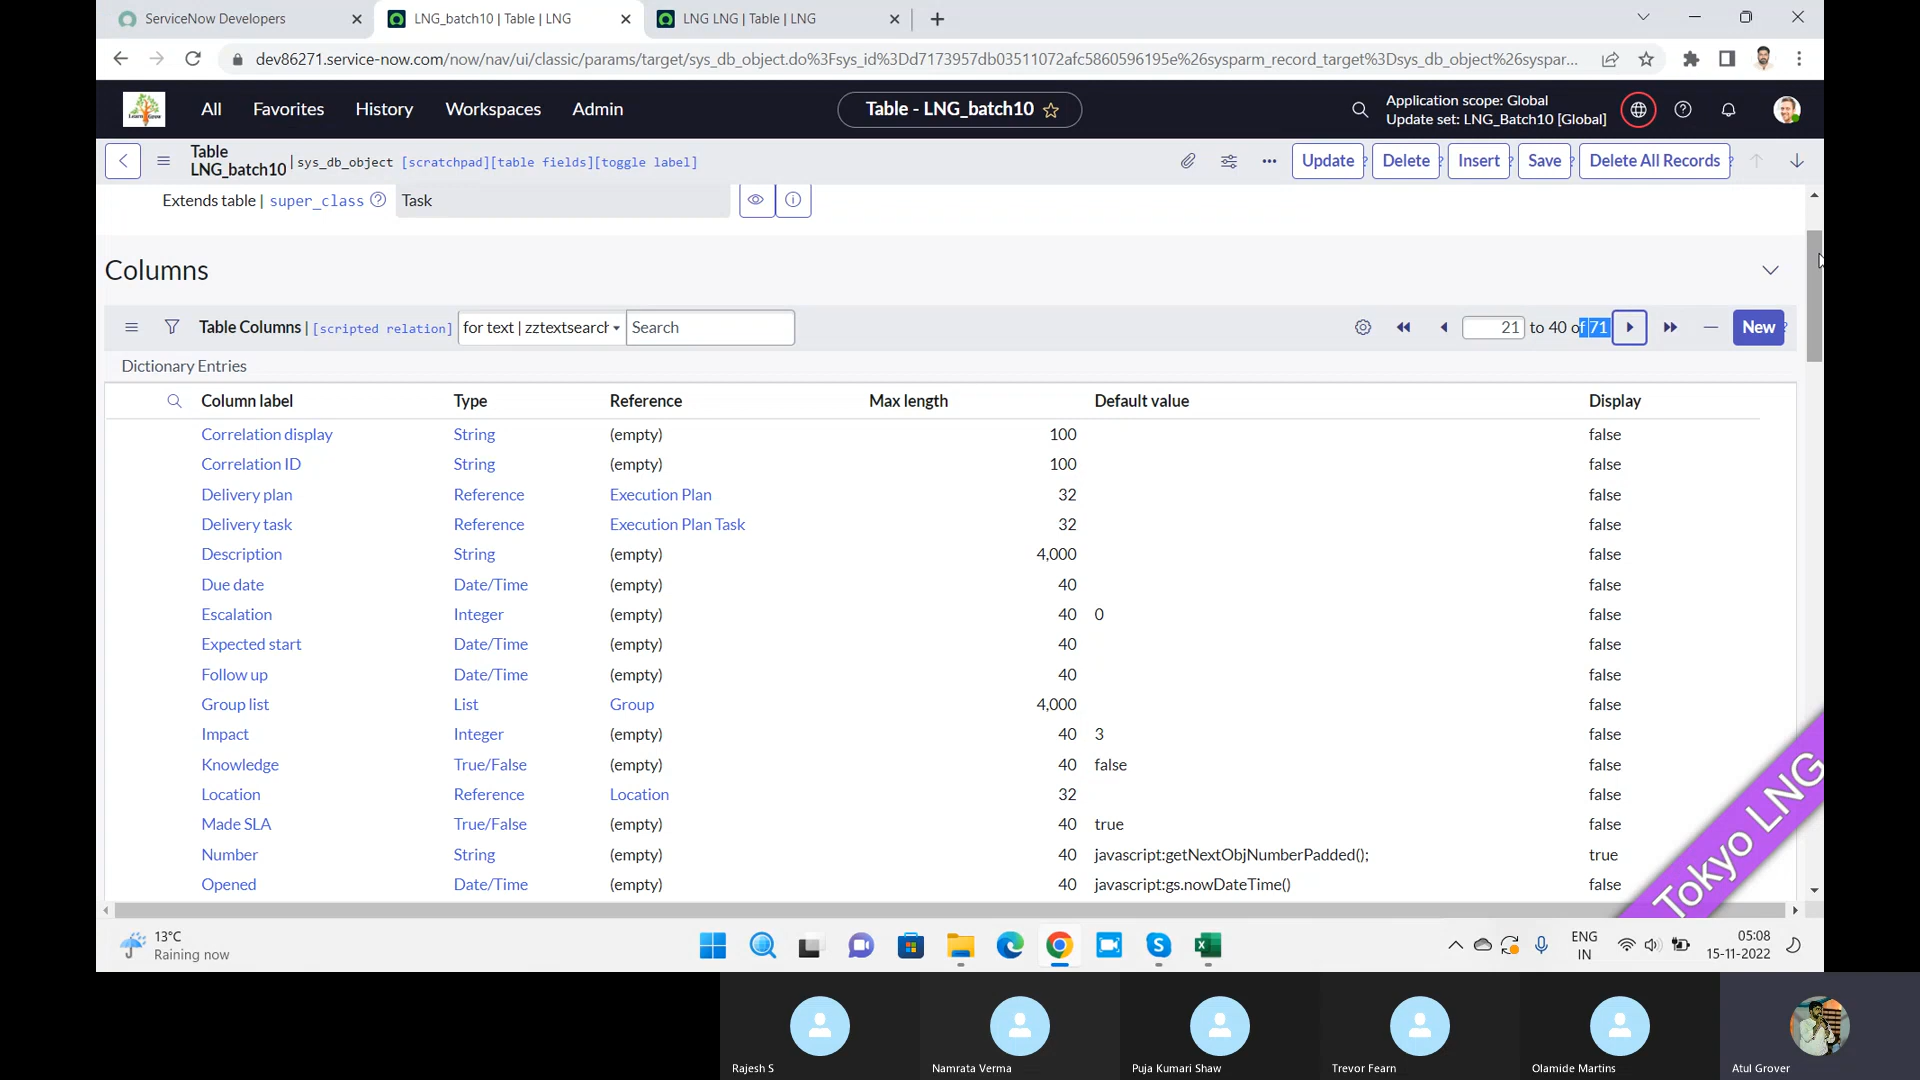 ServiceNow Developers
LNG_batch10 | Table | LNG
LNG LNG | Table | LNG
dev86271.service-now.com/now/nav/ui/classic/params/target/sys_db_object.do%3Fsys_id%3Dd7173957db03511072afc5860596195e%26sysparm_record_target%3Dsys_db_object%26syspar...
All Favorites History Workspaces Admin
Table - LNG_batch10
Application scope: Global
Update set: LNG_Batch10 [Global]
Table
LNG_batch10 | sys_db_object [scratchpad][table fields][toggle label]
Update Delete Insert Save Delete All Records
Extends table | super_class Task
Columns
Table Columns | [scripted relation] for text | zztextsearch Search 21 to 40 of 71 New
Dictionary Entries
Column label Type Reference Max length Default value Display
Correlation display String (empty) 100 false
Correlation ID String (empty) 100 false
Delivery plan Reference Execution Plan 32 false
Delivery task Reference Execution Plan Task 32 false
Description String (empty) 4,000 false
Due date Date/Time (empty) 40 false
Escalation Integer (empty) 40 0 false
Expected start Date/Time (empty) 40 false
Follow up Date/Time (empty) 40 false
Group list List Group 4,000 false
Impact Integer (empty) 40 3 false
Knowledge True/False (empty) 40 false false
Location Reference Location 32 false
Made SLA True/False (empty) 40 true false
Number String (empty) 40 javascript:getNextObjNumberPadded(); true
Opened Date/Time (empty) 40 javascript:gs.nowDateTime() false
Tokyo LNG
13°C
Raining now
ENG
IN
05:08
15-11-2022
Rajesh S
Namrata Verma
Puja Kumari Shaw
Trevor Fearn
Olamide Martins
Atul Grover